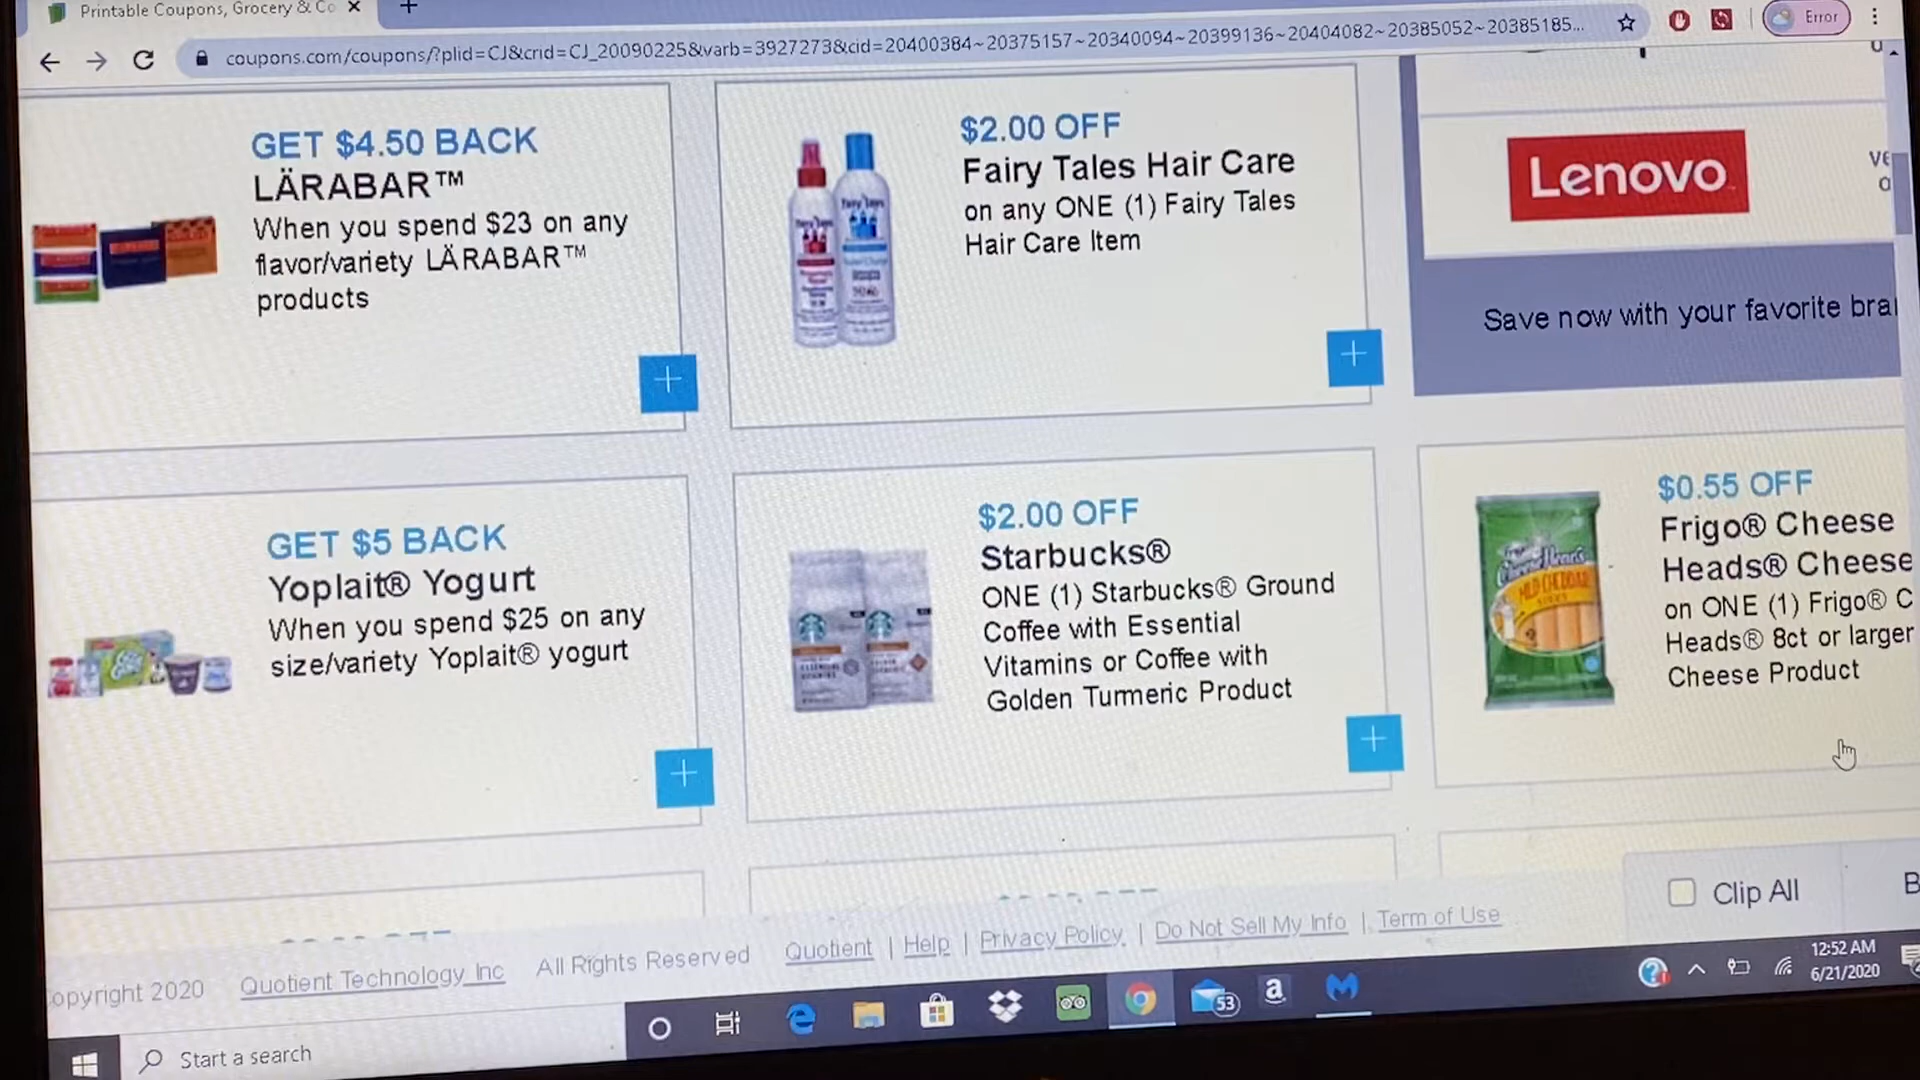 Printable Coupons, Grocery & Co
Error
coupons.com/coupons/?plid=CJ&crid=CJ_20090225&varb=3927273&cid=20400384~20375157~20340094~20399136~20404082~20385052~20385185...
GET $4.50 BACK
LÄRABAR™
When you spend $23 on any
flavor/variety LÄRABAR™
products
$2.00 OFF
Fairy Tales Hair Care
on any ONE (1) Fairy Tales
Hair Care Item
Lenovo
Save now with your favorite bra
GET $5 BACK
Yoplait® Yogurt
When you spend $25 on any
size/variety Yoplait® yogurt
$2.00 OFF
Starbucks®
ONE (1) Starbucks® Ground
Coffee with Essential
Vitamins or Coffee with
Golden Turmeric Product
$0.55 OFF
Frigo® Cheese
Heads® Cheese
on ONE (1) Frigo® C
Heads® 8ct or larger
Cheese Product
MILD CHEDDAR
Clip All
opyright 2020 Quotient Technology Inc All Rights Reserved Quotient | Help | Privacy Policy | Do Not Sell My Info | Term of Use
Start a search
53
12:52 AM
6/21/2020